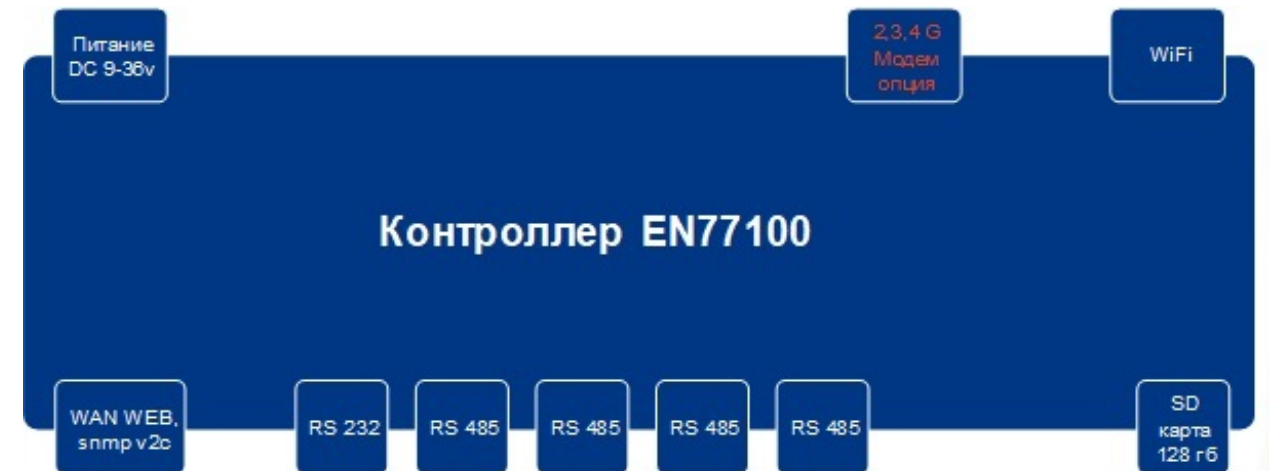 Питание
DC 9-36v
2,3,4 G
Модем
опция
WiFi
Контроллер EN77100
WAN WEB,
snmp v2c
RS 232
RS 485
RS 485
RS 485
RS 485
SD
карта
128 гб